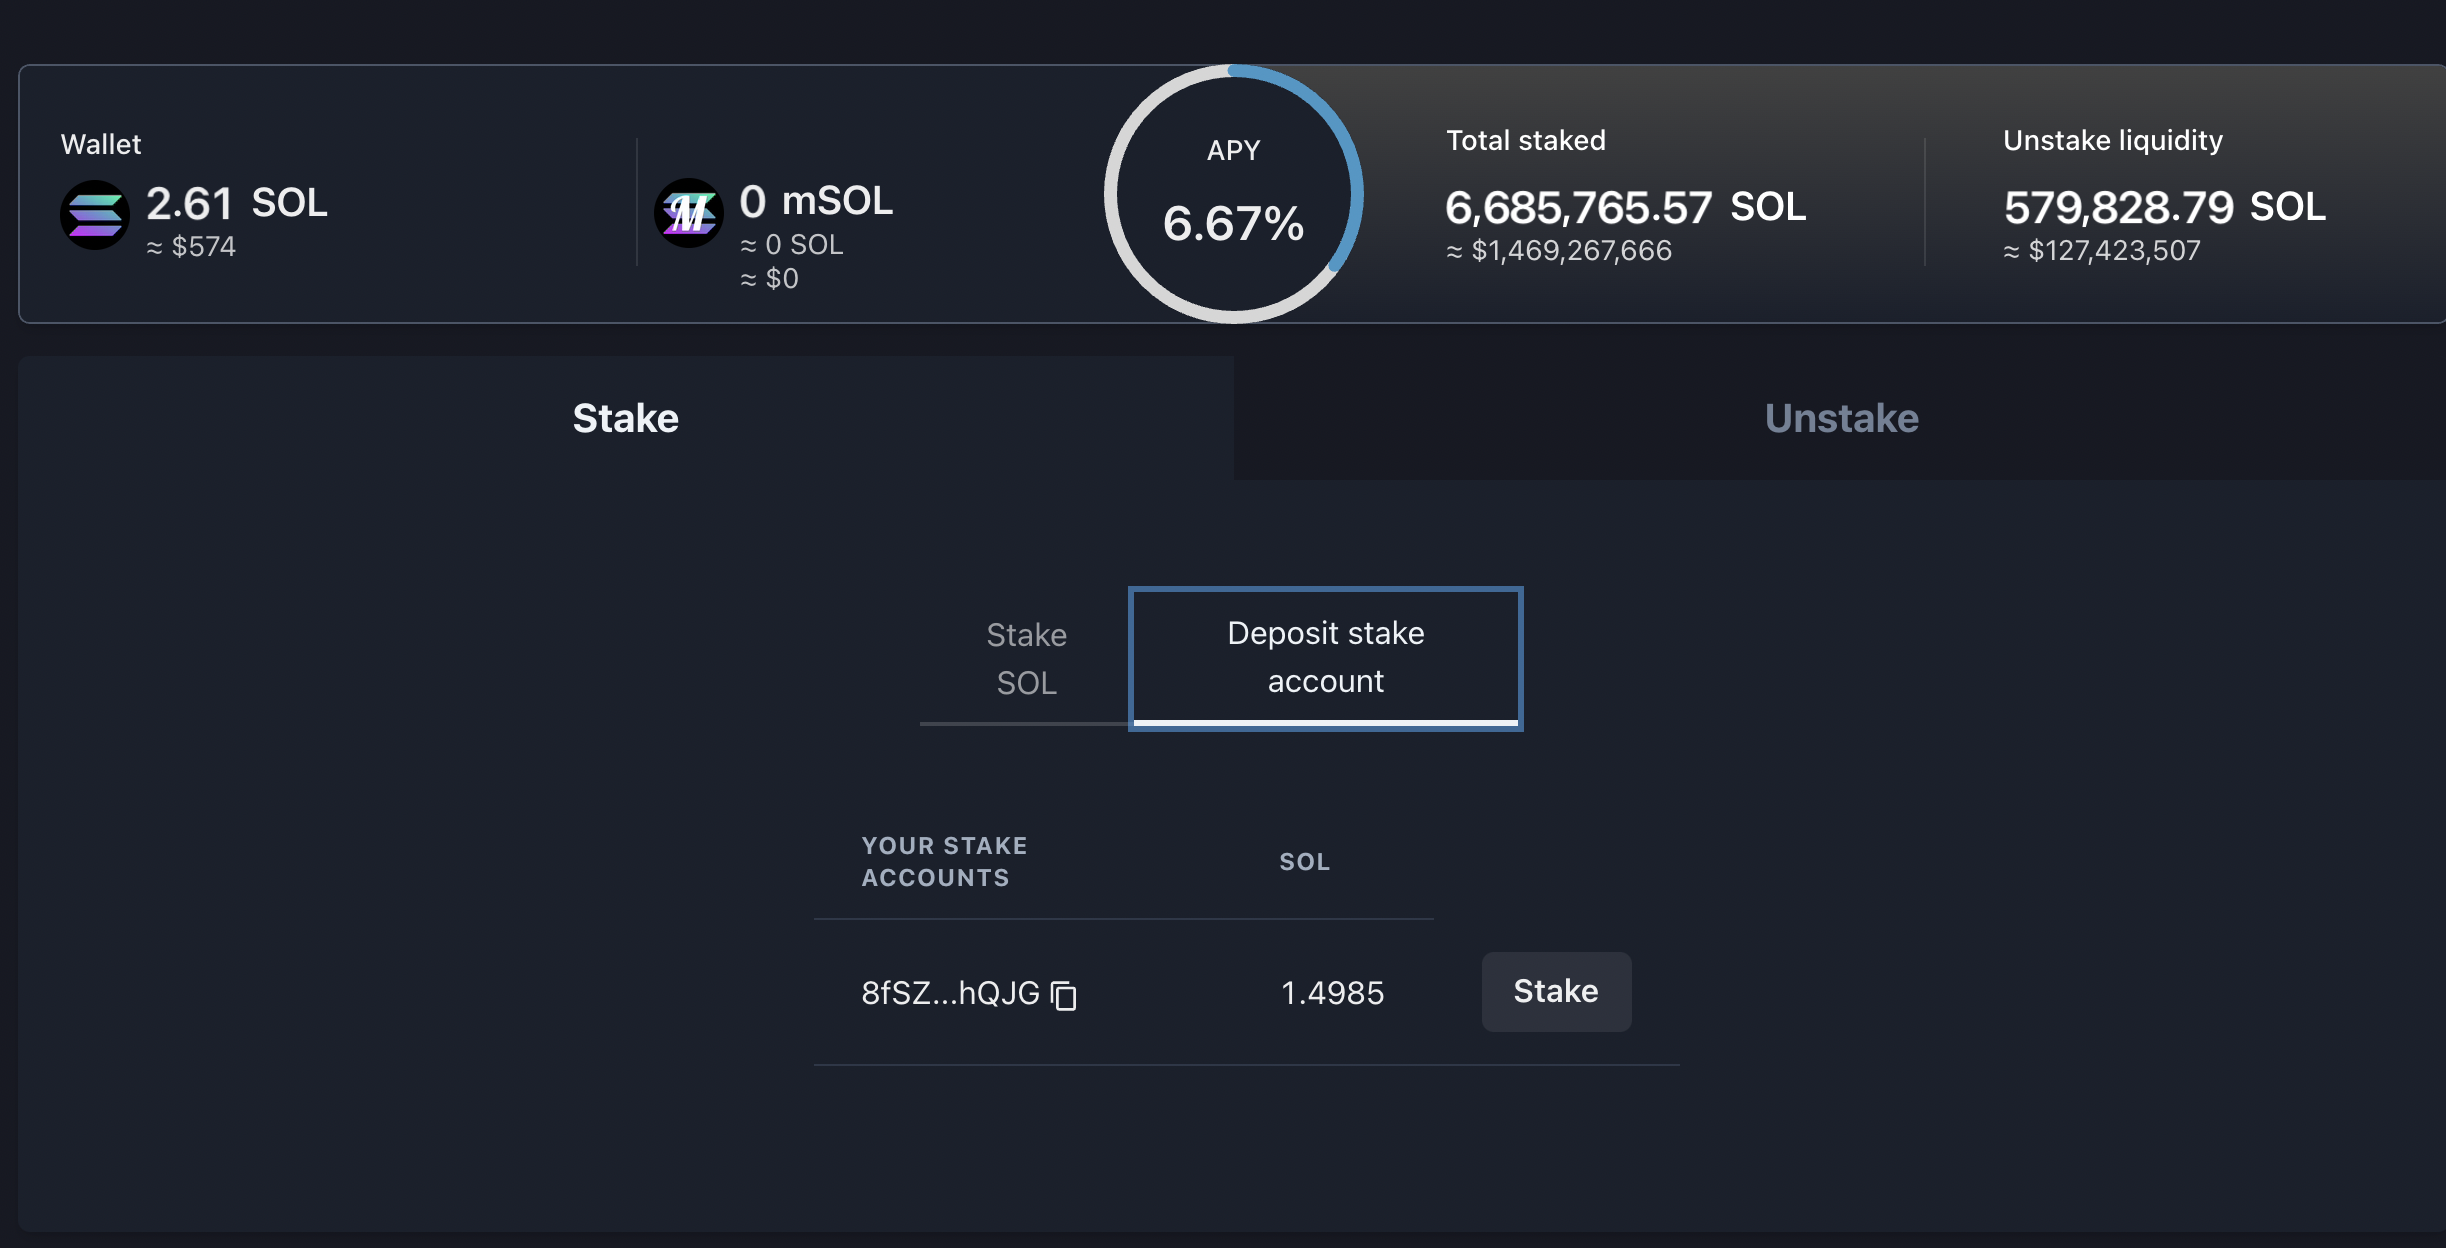 Wallet
2.61 SOL
≈ $574
M
0 mSOL
≈ 0 SOL
≈ $0
APY
6.67%
Total staked
6,685,765.57 SOL
≈ $1,469,267,666
Unstake liquidity
579,828.79 SOL
≈ $127,423,507
Stake
Unstake
Stake
SOL
Deposit stake
account
YOUR STAKE
ACCOUNTS
SOL
8fSZ...hQJG
1.4985
Stake